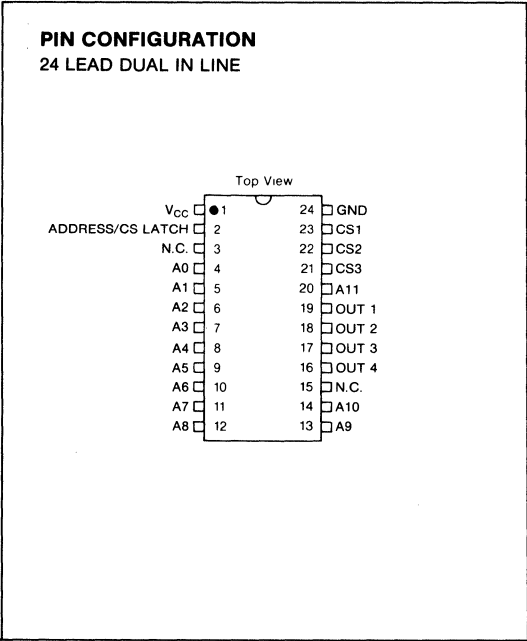 PIN CONFIGURATION
24 LEAD DUAL IN LINE
Top View
VCC 1 24 GND
ADDRESS/CS LATCH 2 23 CS1
N.C. 3 22 CS2
A0 4 21 CS3
A1 5 20 A11
A2 6 19 OUT 1
A3 7 18 OUT 2
A4 8 17 OUT 3
A5 9 16 OUT 4
A6 10 15 N.C.
A7 11 14 A10
A8 12 13 A9